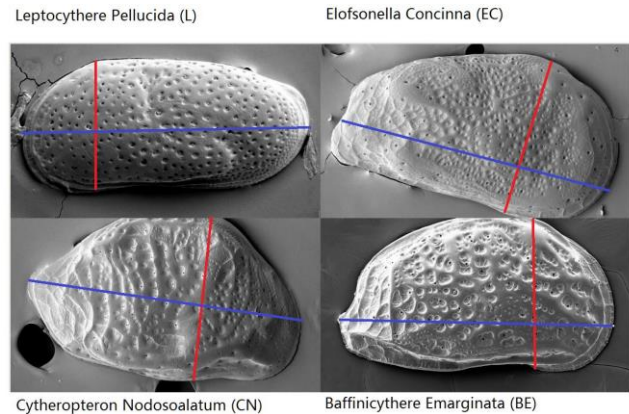 Leptocythere Pellucida (L)
Elofsonella Concinna (EC)
Cytheropteron Nodosoalatum (CN)
Baffinicythere Emarginata (BE)